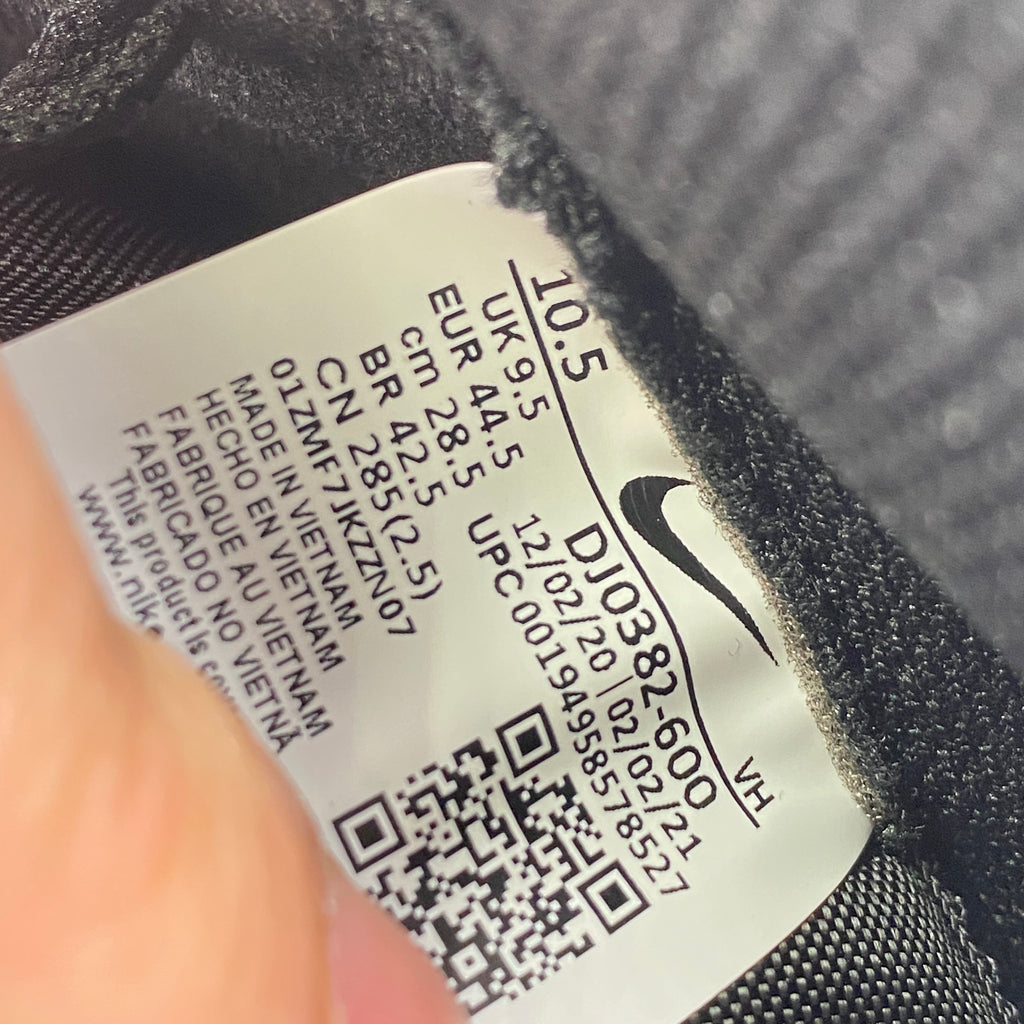 10.5
VH
UK 9.5
EUR 44.5
cm 28.5
BR 42.5
CN 285(2.5)
01ZMF7JKZZN07
MADE IN VIETNAM
HECHO EN VIETNAM
FABRIQUE AU VIETNAM
FABRICADO NO VIETNÃ
This product is
www.nike
DJ0382-600
12/02/20 | 02/02/21
UPC 00194958578527